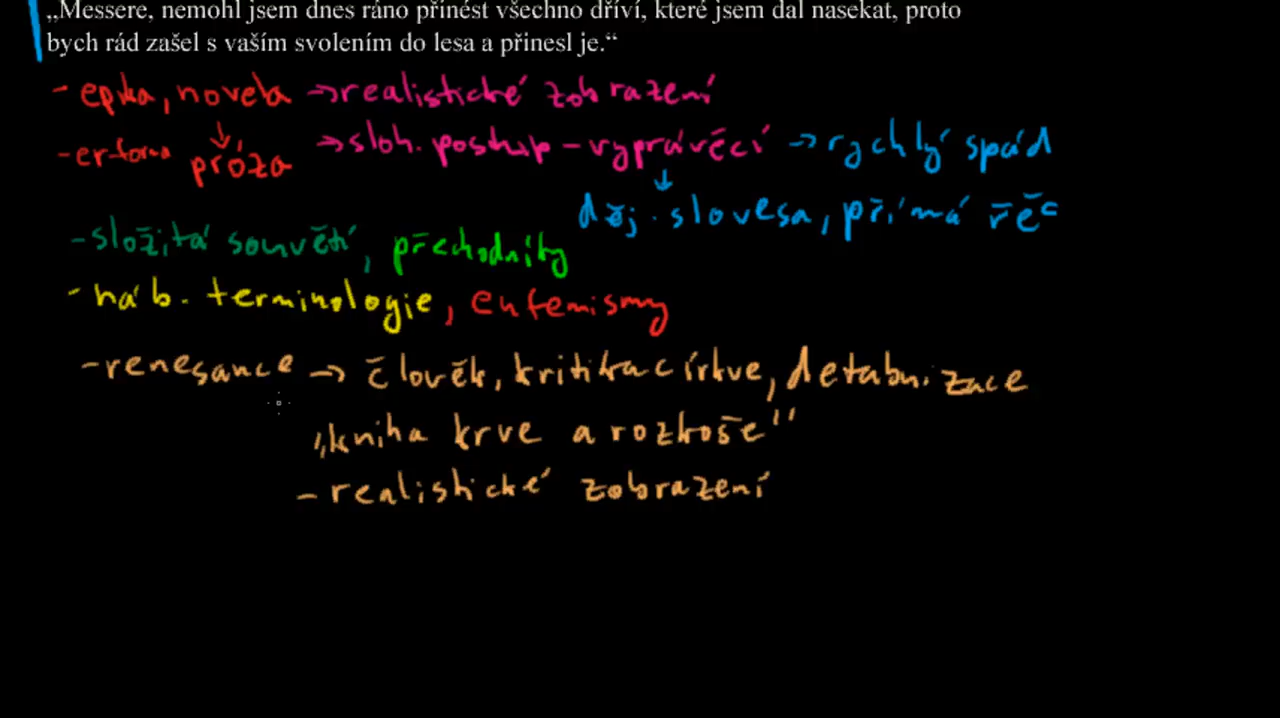 „Messere, nemohl jsem dnes ráno přinést všechno dříví, které jsem dal nasekat, proto
bych rád zašel s vaším svolením do lesa a přinesl je.“
- epika, novela → realistické zobrazení
- er-forma ↓ próza → sloh. postup - vyprávěcí → rychlý spád
↓ děj. slovesa, přímá řeč
- složitá souvětí, přechodníky
- náb. terminologie, eufemismy
- renesance → člověk, kritika církve, detabuizace
„kniha krve a rozkoše"
- realistické zobrazení